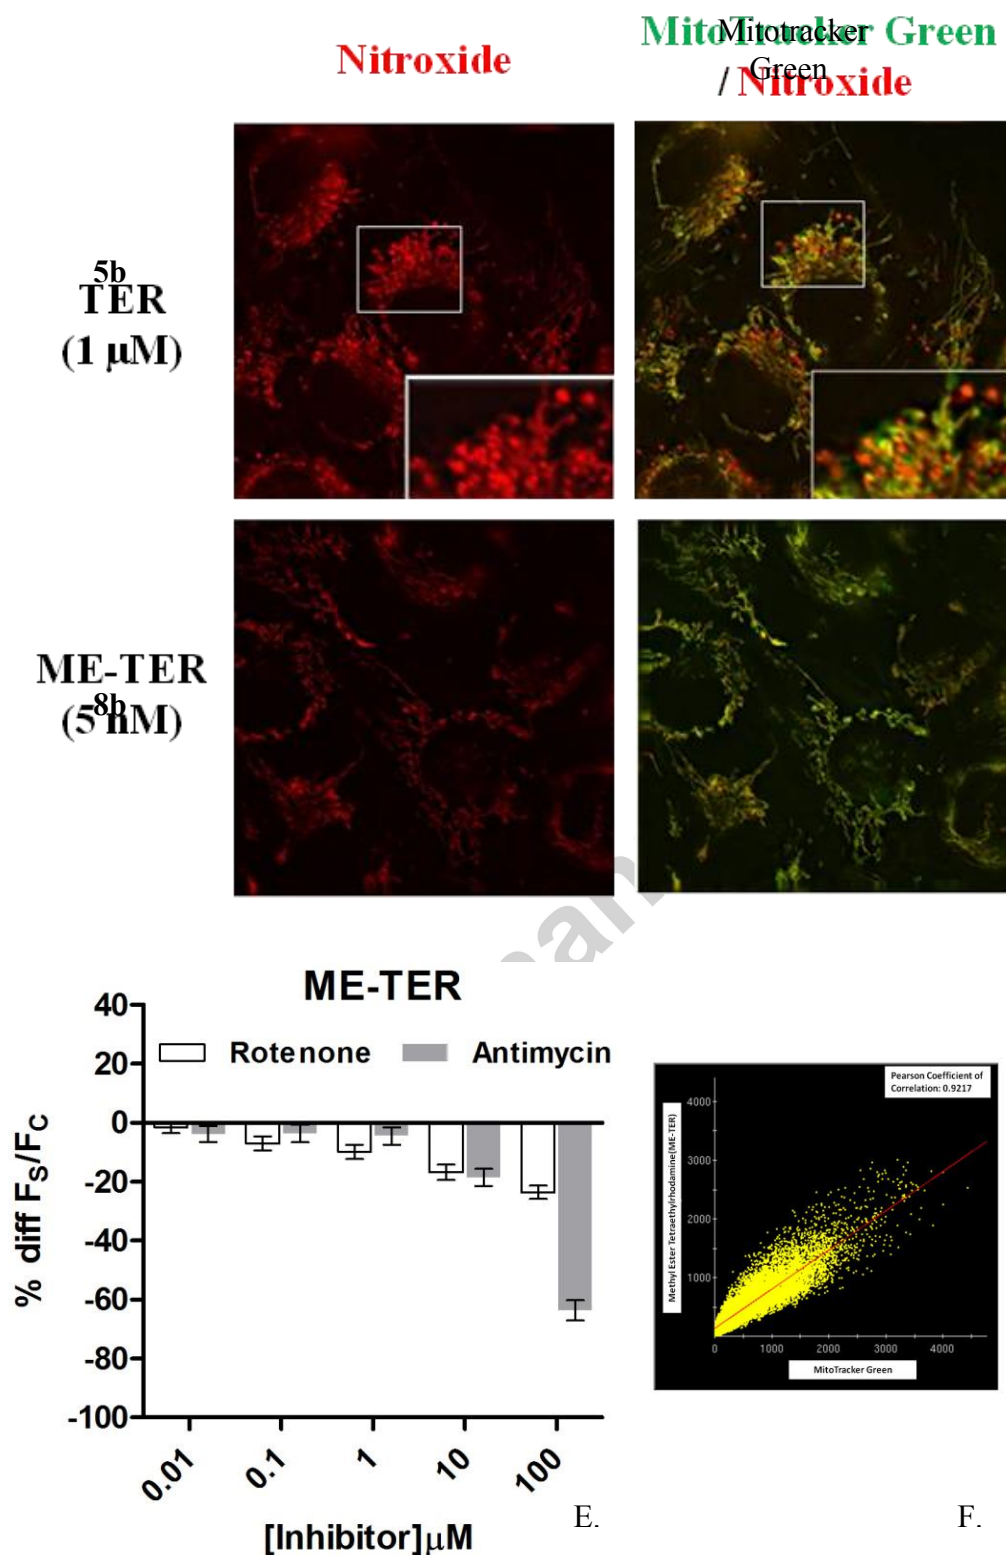 Nitroxide
MitoTracker Green
/ Nitroxide
Mitotracker
Green
5b
TER
(1 μM)
ME-TER
8b
(5 nM)
ME-TER
Rotenone
Antimycin
40
20
0
-20
-40
-60
-80
-100
% diff FS/FC
0.01
0.1
1
10
100
[Inhibitor]μM
E.
Pearson Coefficient of
Correlation: 0.9217
Methyl Ester Tetraethylrhodamine(ME-TER)
4000
3000
2000
1000
0
1000
2000
3000
4000
MitoTracker Green
F.